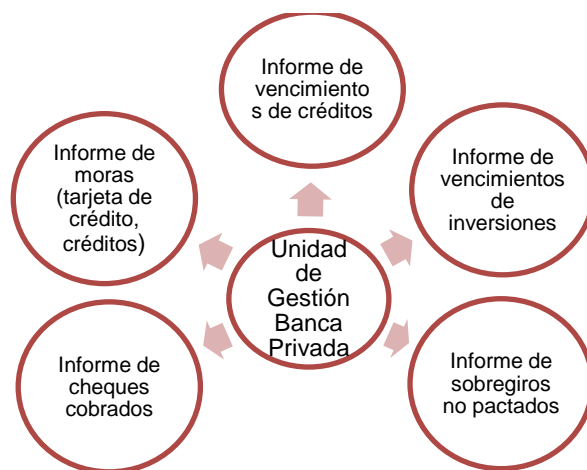 Informe de
vencimiento
s de créditos
Informe de
moras
(tarjeta de
crédito,
créditos)
Informe de
vencimientos
de
inversiones
Unidad
de
Gestión
Banca
Privada
Informe de
cheques
cobrados
Informe de
sobregiros
no pactados